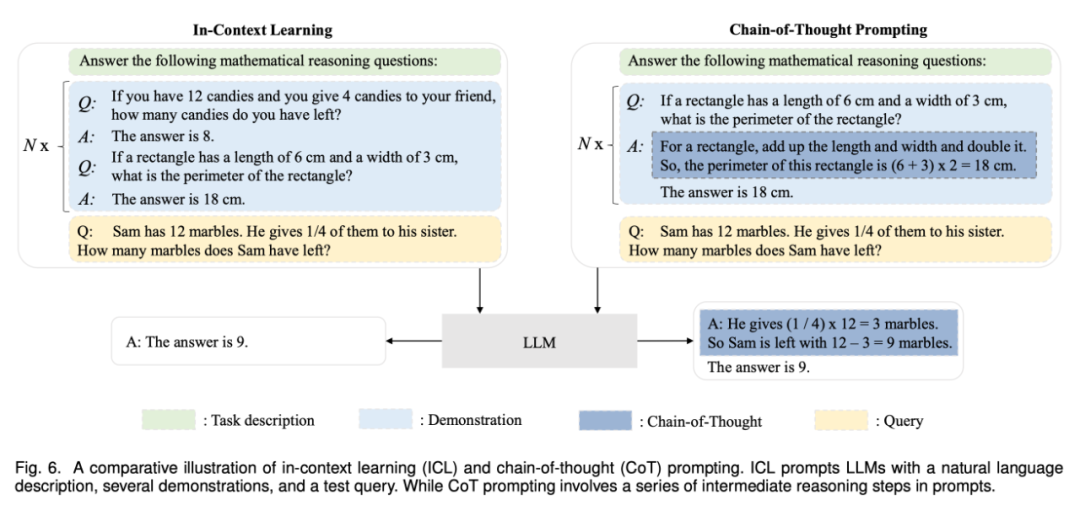 In-Context Learning
Answer the following mathematical reasoning questions:
N x
Q: If you have 12 candies and you give 4 candies to your friend,
how many candies do you have left?
A: The answer is 8.
Q: If a rectangle has a length of 6 cm and a width of 3 cm,
what is the perimeter of the rectangle?
A: The answer is 18 cm.
Q: Sam has 12 marbles. He gives 1/4 of them to his sister.
How many marbles does Sam have left?
Chain-of-Thought Prompting
Answer the following mathematical reasoning questions:
N x
Q: If a rectangle has a length of 6 cm and a width of 3 cm,
what is the perimeter of the rectangle?
A: For a rectangle, add up the length and width and double it.
So, the perimeter of this rectangle is (6 + 3) x 2 = 18 cm.
The answer is 18 cm.
Q: Sam has 12 marbles. He gives 1/4 of them to his sister.
How many marbles does Sam have left?
A: The answer is 9.
LLM
A: He gives (1 / 4) x 12 = 3 marbles.
So Sam is left with 12 – 3 = 9 marbles.
The answer is 9.
: Task description
: Demonstration
: Chain-of-Thought
: Query
Fig. 6. A comparative illustration of in-context learning (ICL) and chain-of-thought (CoT) prompting. ICL prompts LLMs with a natural language
description, several demonstrations, and a test query. While CoT prompting involves a series of intermediate reasoning steps in prompts.